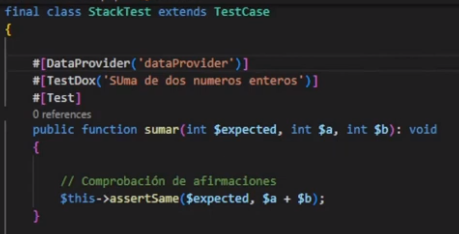 final class StackTest extends TestCase
{
#[DataProvider('dataProvider')]
#[TestDox('SUma de dos numeros enteros')]
#[Test]
0 references
public function sumar(int $expected, int $a, int $b): void
{
// Comprobación de afirmaciones
$this->assertSame($expected, $a + $b);
}